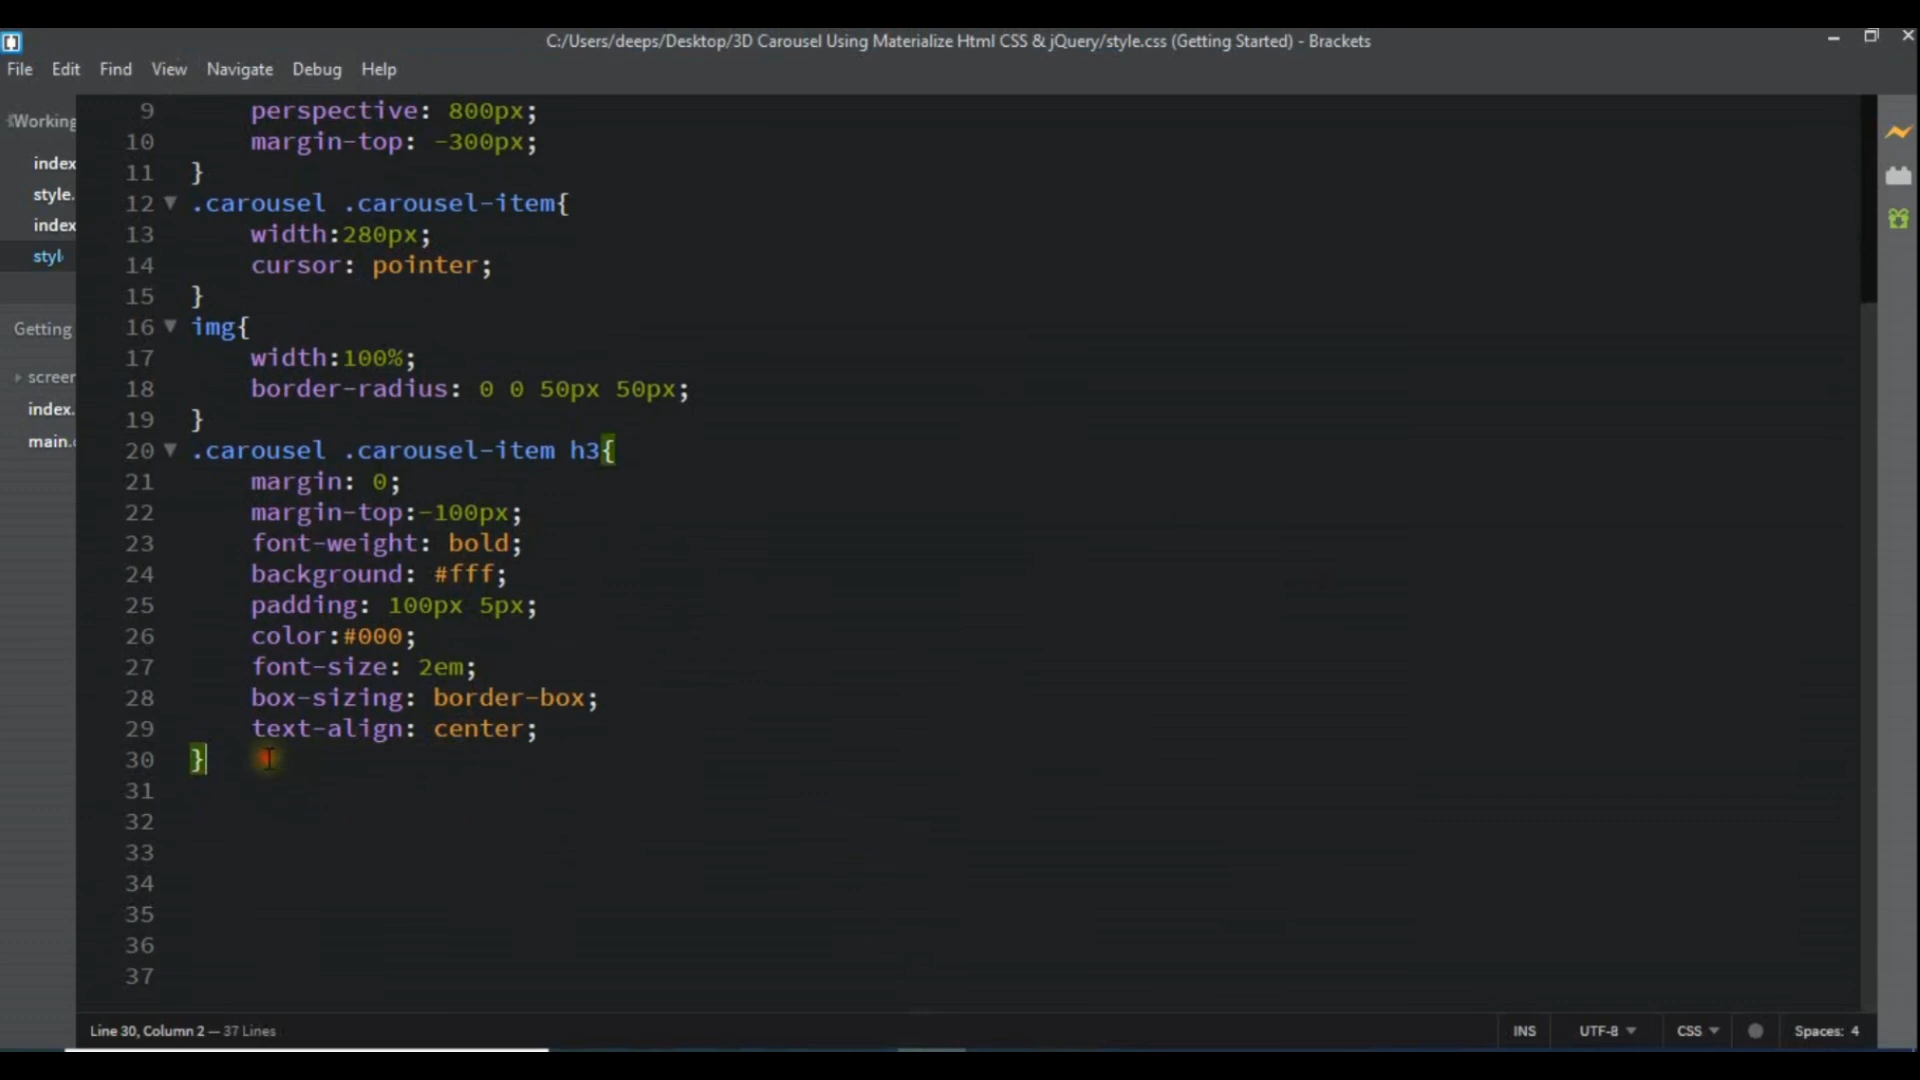 C:/Users/deeps/Desktop/3D Carousel Using Materialize Html CSS & jQuery/style.css (Getting Started) - Brackets
File Edit Find View Navigate Debug Help
Working
index
style.
index
styl
Getting
screen
index.
main.
9 perspective: 800px;
10 margin-top: -300px;
11 }
12 .carousel .carousel-item{
13 width:280px;
14 cursor: pointer;
15 }
16 img{
17 width:100%;
18 border-radius: 0 0 50px 50px;
19 }
20 .carousel .carousel-item h3{
21 margin: 0;
22 margin-top:-100px;
23 font-weight: bold;
24 background: #fff;
25 padding: 100px 5px;
26 color:#000;
27 font-size: 2em;
28 box-sizing: border-box;
29 text-align: center;
30 }
31
32
33
34
35
36
37
Line 30, Column 2 — 37 Lines
INS UTF-8 CSS Spaces: 4